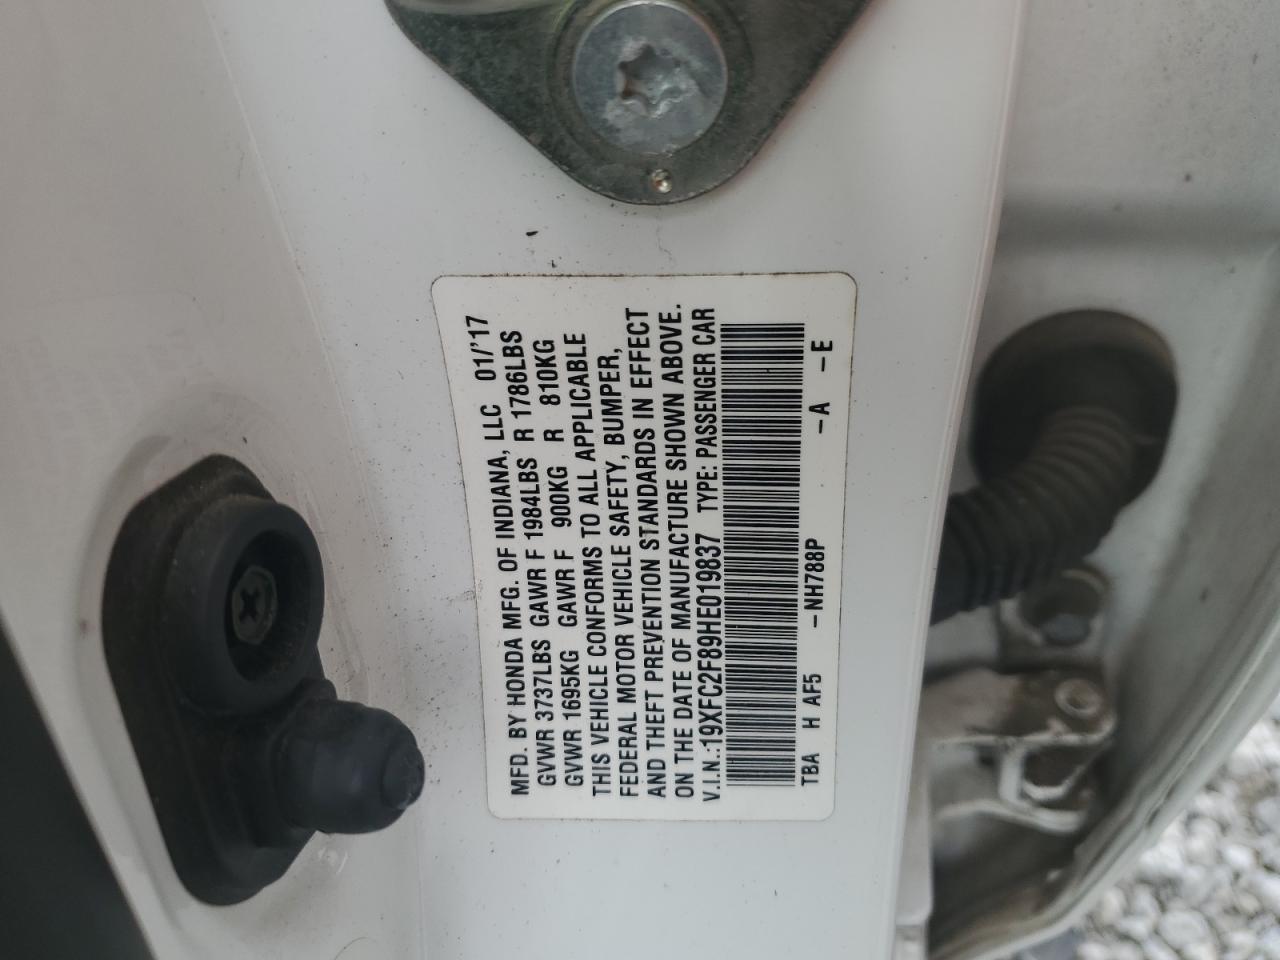 MFD. BY HONDA MFG. OF INDIANA, LLC 01/'17
GVWR 3737LBS GAWR F 1984LBS R 1786LBS
GVWR 1695KG GAWR F 900KG R 810KG
THIS VEHICLE CONFORMS TO ALL APPLICABLE
FEDERAL MOTOR VEHICLE SAFETY, BUMPER,
AND THEFT PREVENTION STANDARDS IN EFFECT
ON THE DATE OF MANUFACTURE SHOWN ABOVE.
V.I.N.:19XFC2F89HE019837 TYPE: PASSENGER CAR
TBA H AF5 -NH788P -A -E